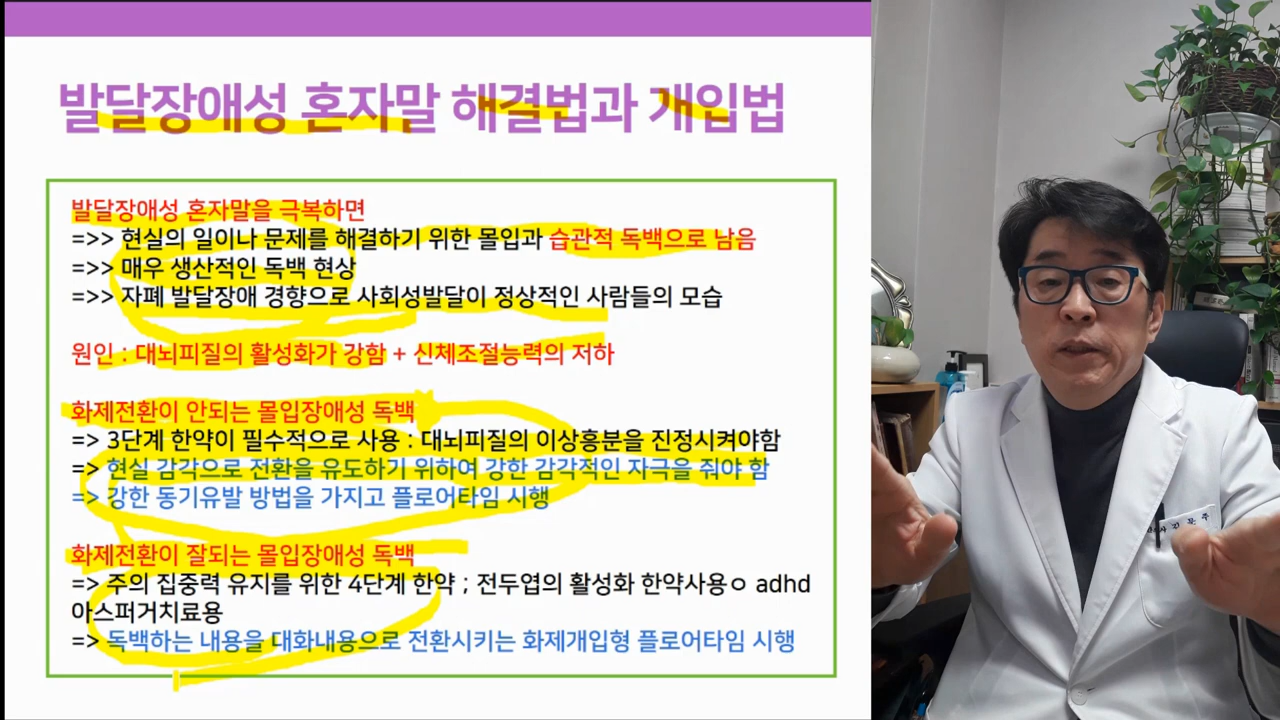 발달장애성 혼자말 해결법과 개입법
발달장애성 혼자말을 극복하면
=>> 현실의 일이나 문제를 해결하기 위한 몰입과 습관적 독백으로 남음
=>> 매우 생산적인 독백 현상
=>> 자폐 발달장애 경향으로 사회성발달이 정상적인 사람들의 모습
원인 : 대뇌피질의 활성화가 강함 + 신체조절능력의 저하
화제전환이 안되는 몰입장애성 독백
=> 3단계 한약이 필수적으로 사용 : 대뇌피질의 이상흥분을 진정시켜야함
=> 현실 감각으로 전환을 유도하기 위하여 강한 감각적인 자극을 줘야 함
=> 강한 동기유발 방법을 가지고 플로어타임 시행
화제전환이 잘되는 몰입장애성 독백
=> 주의 집중력 유지를 위한 4단계 한약 ; 전두엽의 활성화 한약사용ㅇ adhd
아스퍼거치료용
=> 독백하는 내용을 대화내용으로 전환시키는 화제개입형 플로어타임 시행